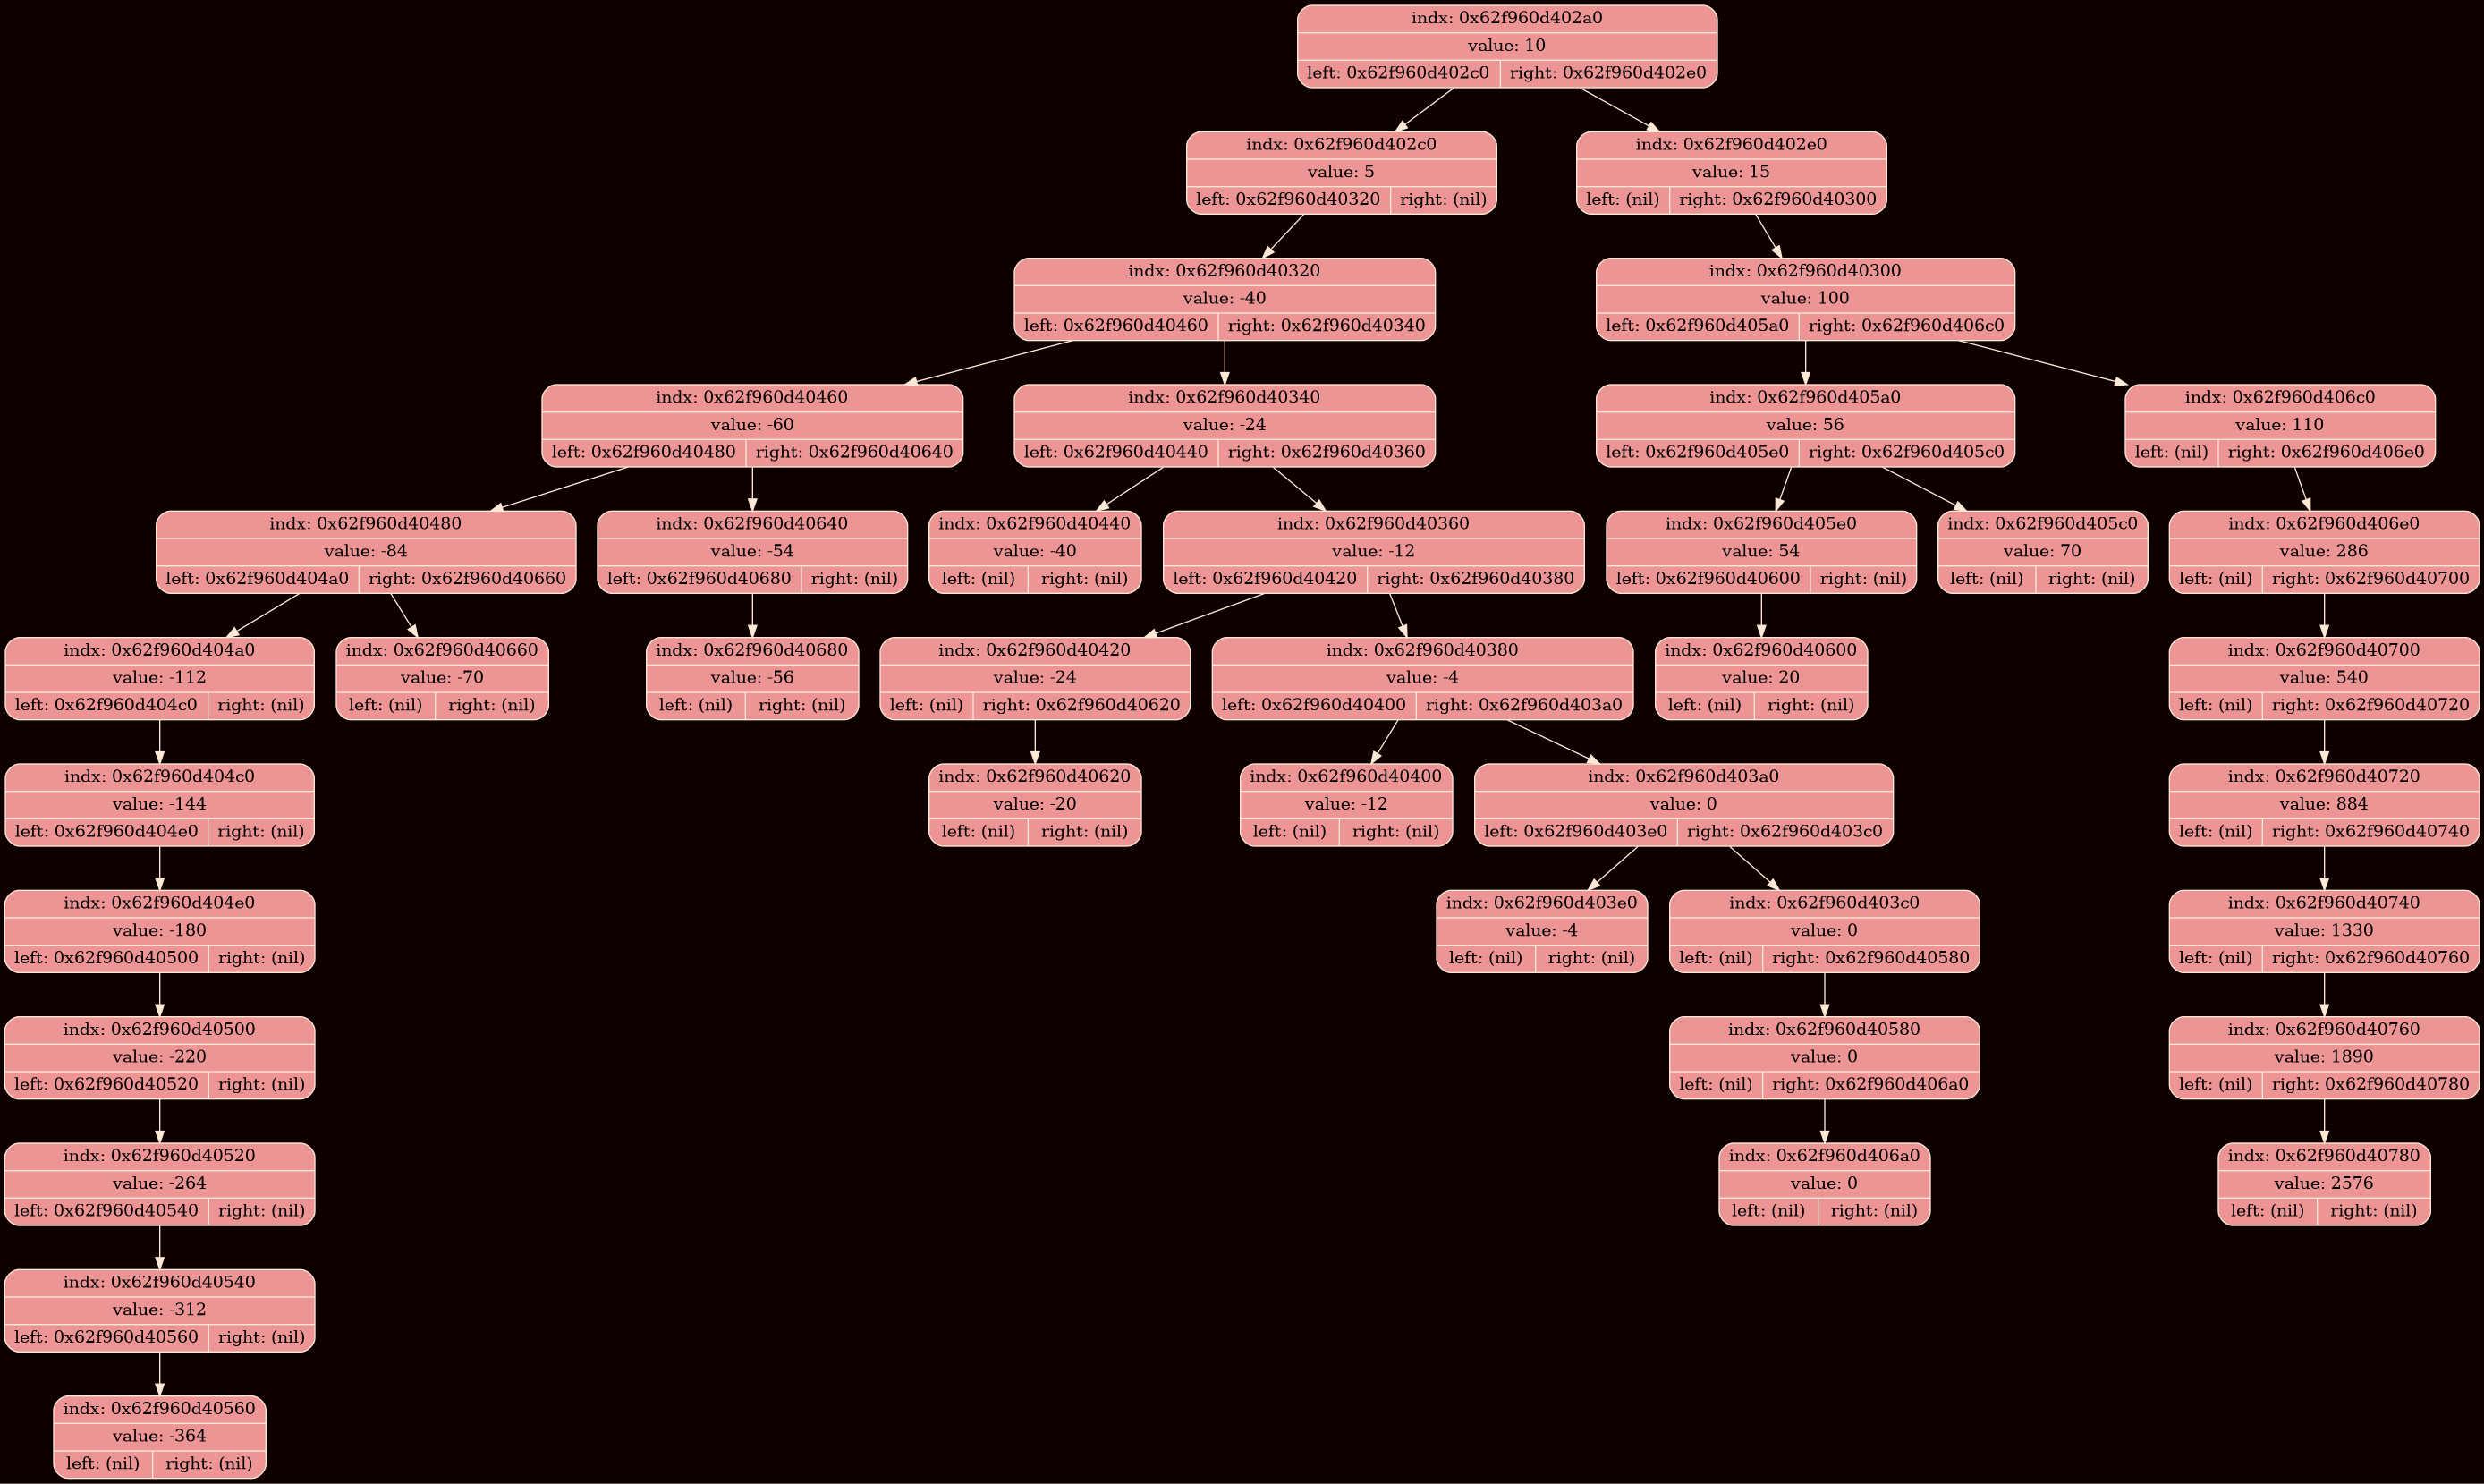 indx: 0x62f960d402a0
value: 10
left: 0x62f960d402c0 right: 0x62f960d402e0
indx: 0x62f960d402c0
value: 5
left: 0x62f960d40320 right: (nil)
indx: 0x62f960d402e0
value: 15
left: (nil) right: 0x62f960d40300
indx: 0x62f960d40320
value: -40
left: 0x62f960d40460 right: 0x62f960d40340
indx: 0x62f960d40300
value: 100
left: 0x62f960d405a0 right: 0x62f960d406c0
indx: 0x62f960d40460
value: -60
left: 0x62f960d40480 right: 0x62f960d40640
indx: 0x62f960d40340
value: -24
left: 0x62f960d40440 right: 0x62f960d40360
indx: 0x62f960d405a0
value: 56
left: 0x62f960d405e0 right: 0x62f960d405c0
indx: 0x62f960d406c0
value: 110
left: (nil) right: 0x62f960d406e0
indx: 0x62f960d40480
value: -84
left: 0x62f960d404a0 right: 0x62f960d40660
indx: 0x62f960d40640
value: -54
left: 0x62f960d40680 right: (nil)
indx: 0x62f960d40440
value: -40
left: (nil) right: (nil)
indx: 0x62f960d40360
value: -12
left: 0x62f960d40420 right: 0x62f960d40380
indx: 0x62f960d405e0
value: 54
left: 0x62f960d40600 right: (nil)
indx: 0x62f960d405c0
value: 70
left: (nil) right: (nil)
indx: 0x62f960d406e0
value: 286
left: (nil) right: 0x62f960d40700
indx: 0x62f960d404a0
value: -112
left: 0x62f960d404c0 right: (nil)
indx: 0x62f960d40660
value: -70
left: (nil) right: (nil)
indx: 0x62f960d40680
value: -56
left: (nil) right: (nil)
indx: 0x62f960d40420
value: -24
left: (nil) right: 0x62f960d40620
indx: 0x62f960d40380
value: -4
left: 0x62f960d40400 right: 0x62f960d403a0
indx: 0x62f960d40600
value: 20
left: (nil) right: (nil)
indx: 0x62f960d40700
value: 540
left: (nil) right: 0x62f960d40720
indx: 0x62f960d404c0
value: -144
left: 0x62f960d404e0 right: (nil)
indx: 0x62f960d40620
value: -20
left: (nil) right: (nil)
indx: 0x62f960d40400
value: -12
left: (nil) right: (nil)
indx: 0x62f960d403a0
value: 0
left: 0x62f960d403e0 right: 0x62f960d403c0
indx: 0x62f960d40720
value: 884
left: (nil) right: 0x62f960d40740
indx: 0x62f960d404e0
value: -180
left: 0x62f960d40500 right: (nil)
indx: 0x62f960d403e0
value: -4
left: (nil) right: (nil)
indx: 0x62f960d403c0
value: 0
left: (nil) right: 0x62f960d40580
indx: 0x62f960d40740
value: 1330
left: (nil) right: 0x62f960d40760
indx: 0x62f960d40500
value: -220
left: 0x62f960d40520 right: (nil)
indx: 0x62f960d40580
value: 0
left: (nil) right: 0x62f960d406a0
indx: 0x62f960d40760
value: 1890
left: (nil) right: 0x62f960d40780
indx: 0x62f960d40520
value: -264
left: 0x62f960d40540 right: (nil)
indx: 0x62f960d406a0
value: 0
left: (nil) right: (nil)
indx: 0x62f960d40780
value: 2576
left: (nil) right: (nil)
indx: 0x62f960d40540
value: -312
left: 0x62f960d40560 right: (nil)
indx: 0x62f960d40560
value: -364
left: (nil) right: (nil)